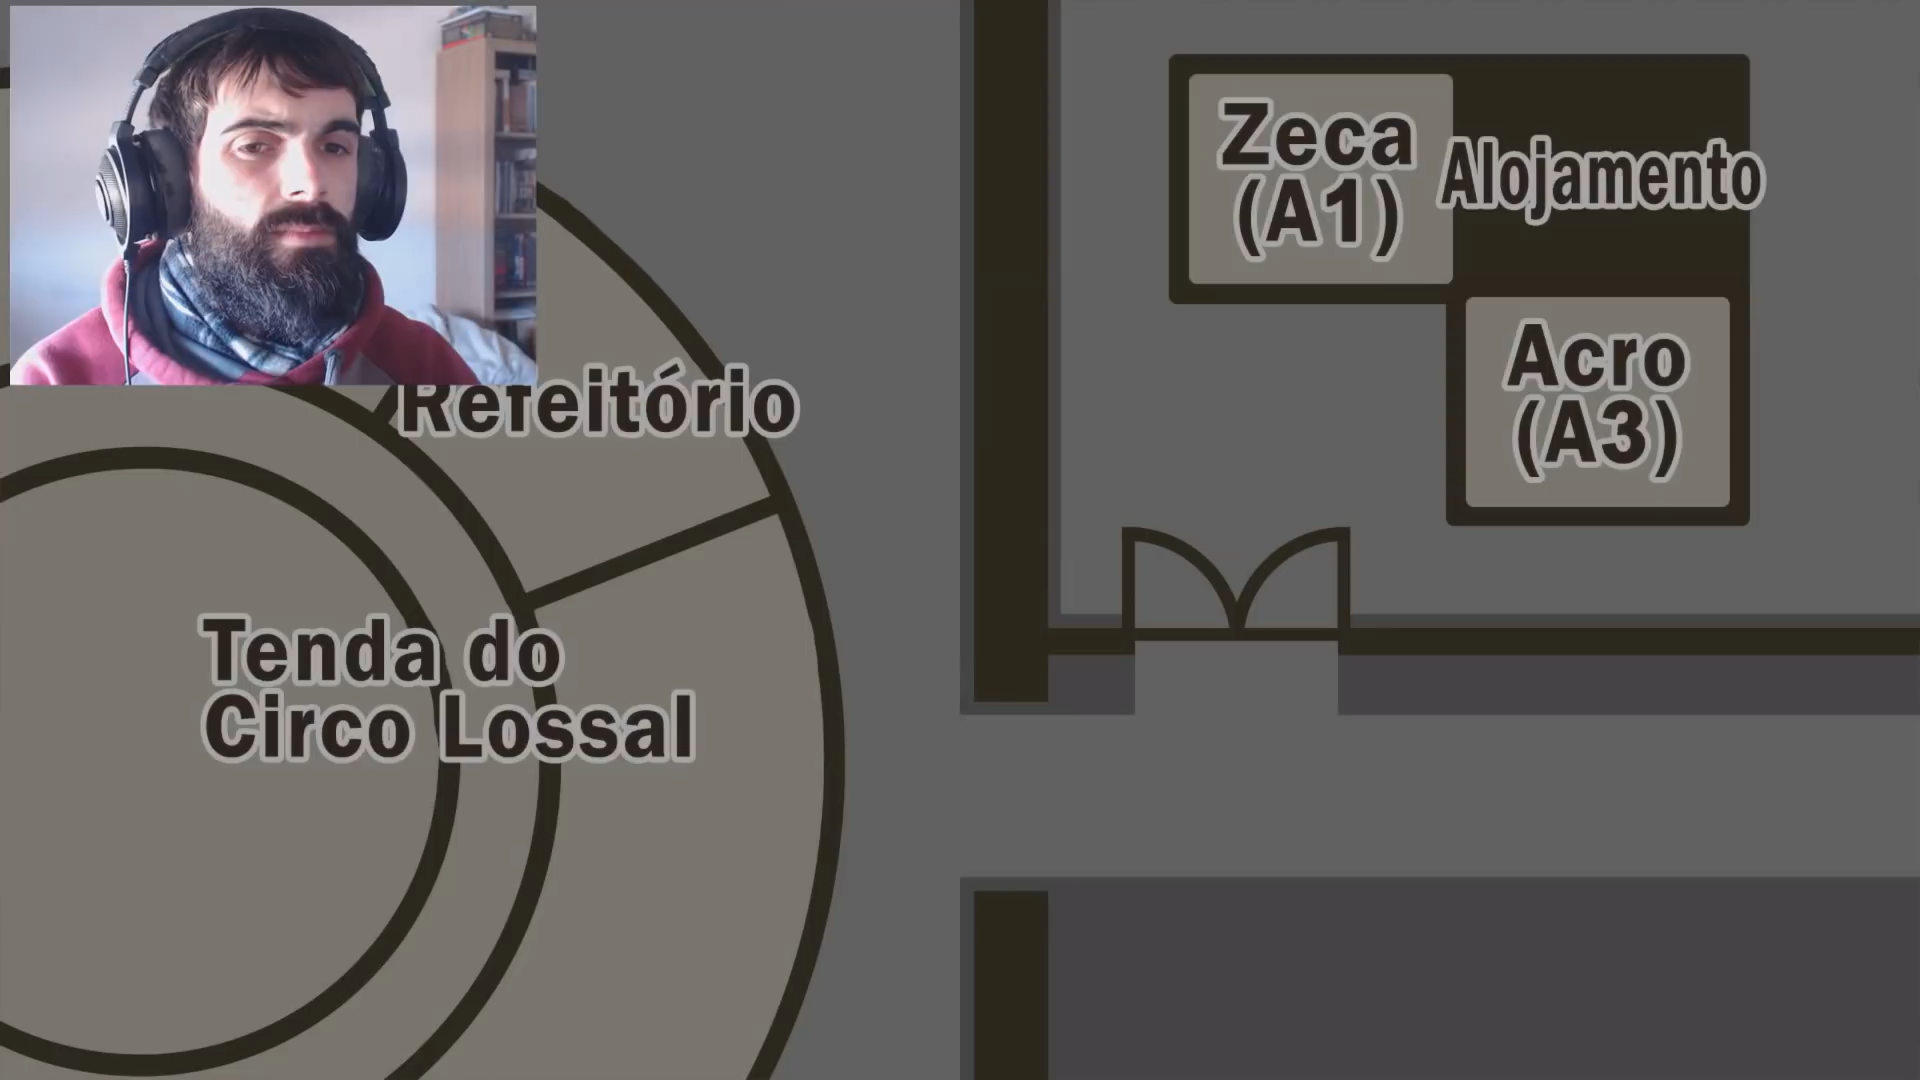 Zeca
(A1)
Alojamento
Acro
(A3)
Refeitório
Tenda do
Circo Lossal